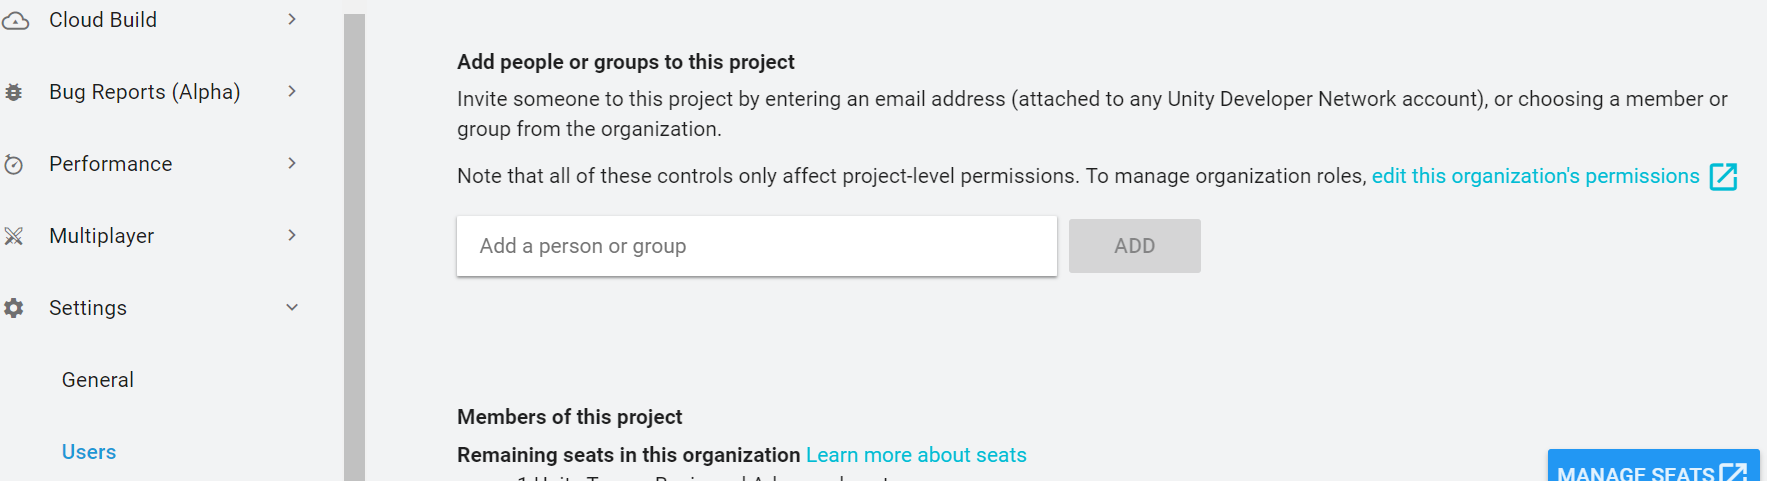 Cloud Build
Bug Reports (Alpha)
Performance
Multiplayer
Settings
General
Users
Add people or groups to this project
Invite someone to this project by entering an email address (attached to any Unity Developer Network account), or choosing a member or
group from the organization.
Note that all of these controls only affect project-level permissions. To manage organization roles, edit this organization's permissions
Add a person or group
ADD
Members of this project
Remaining seats in this organization Learn more about seats
MANAGE SEATS